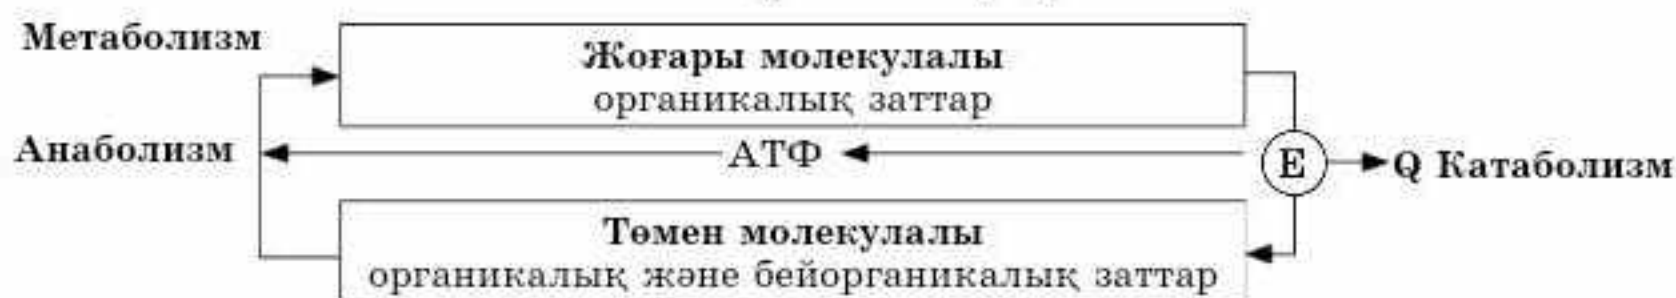 Метаболизм
Жоғары молекулалы
органикалық заттар
Анаболизм
АТФ
Е
Q Катаболизм
Төмен молекулалы
органикалық және бейорганикалық заттар